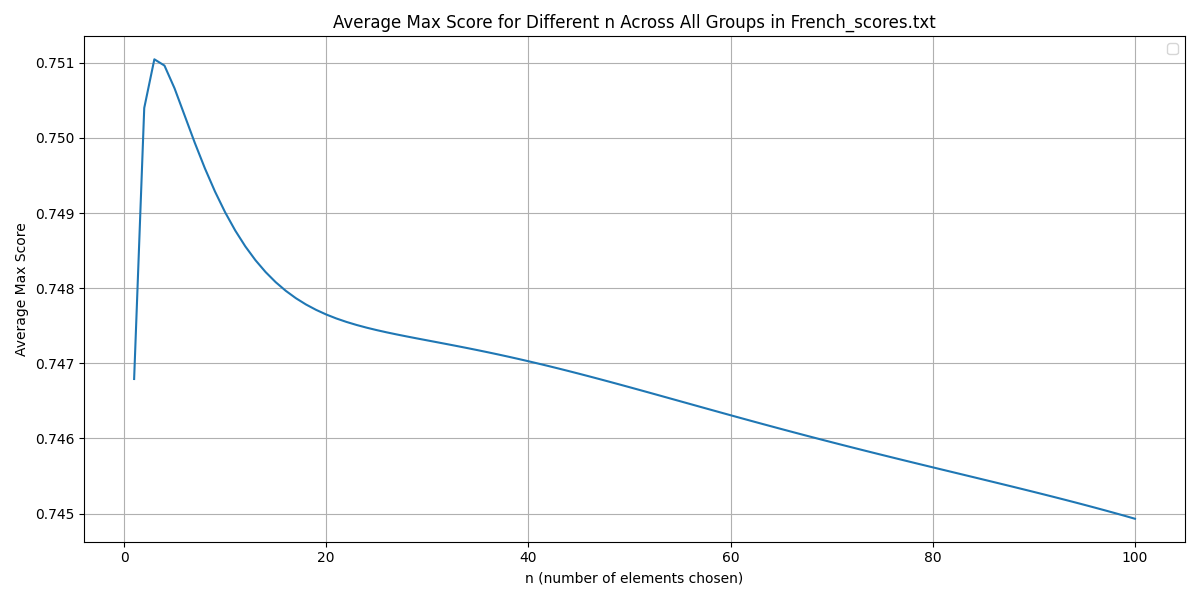 Average Max Score for Different n Across All Groups in French_scores.txt
Average Max Score
0.751
0.750
0.749
0.748
0.747
0.746
0.745
0 20 40 60 80 100
n (number of elements chosen)